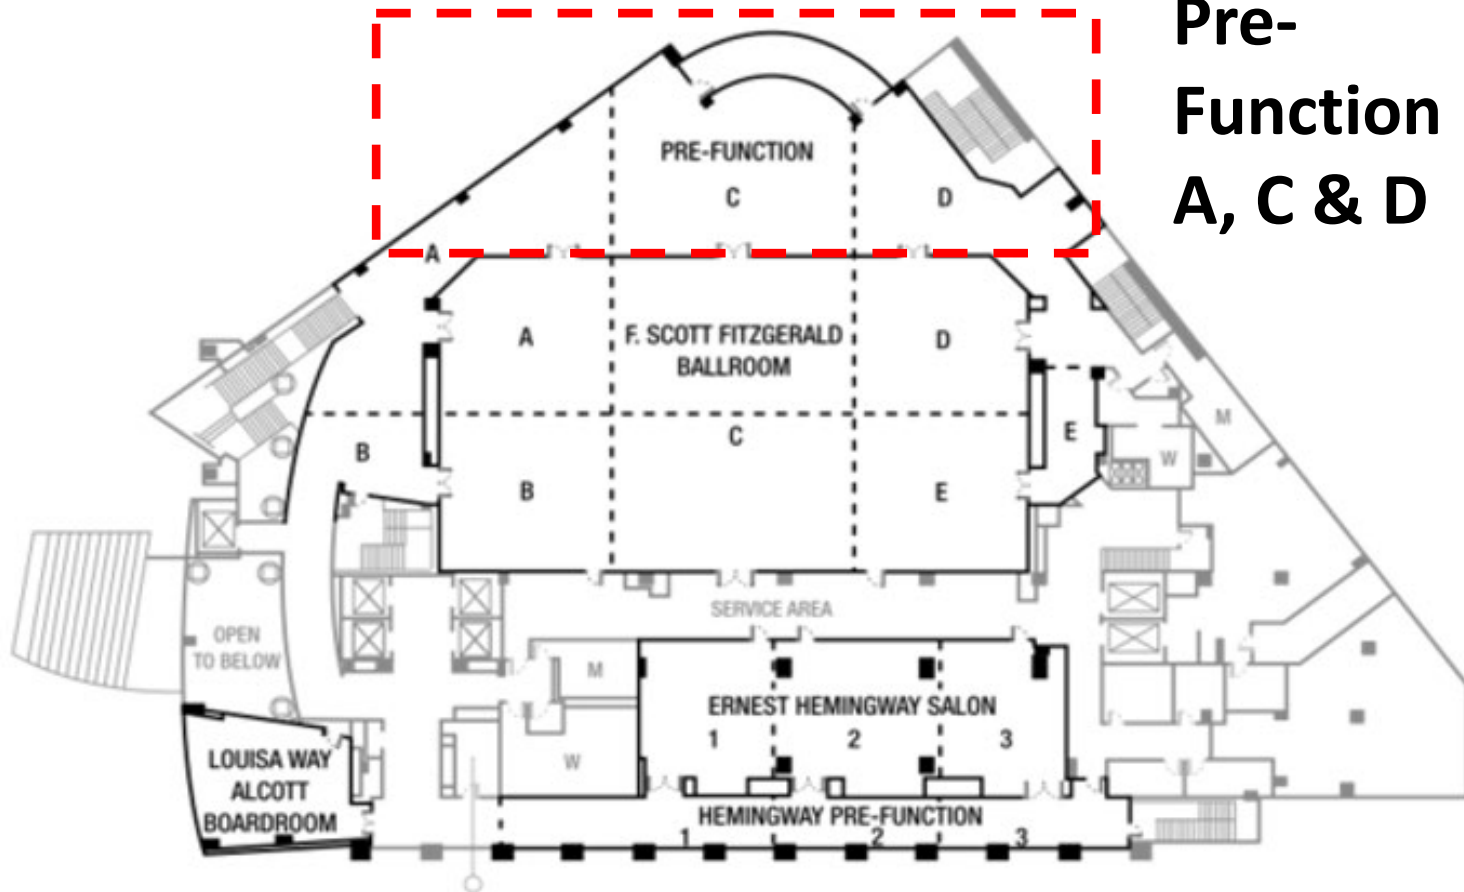 Pre-
Function
A, C & D
PRE-FUNCTION
C
D
A
A
F. SCOTT FITZGERALD
BALLROOM
D
M
B
C
E
W
B
E
SERVICE AREA
OPEN
TO BELOW
M
ERNEST HEMINGWAY SALON
1
2
3
LOUISA WAY
ALCOTT
BOARDROOM
W
HEMINGWAY PRE-FUNCTION
1
2
3